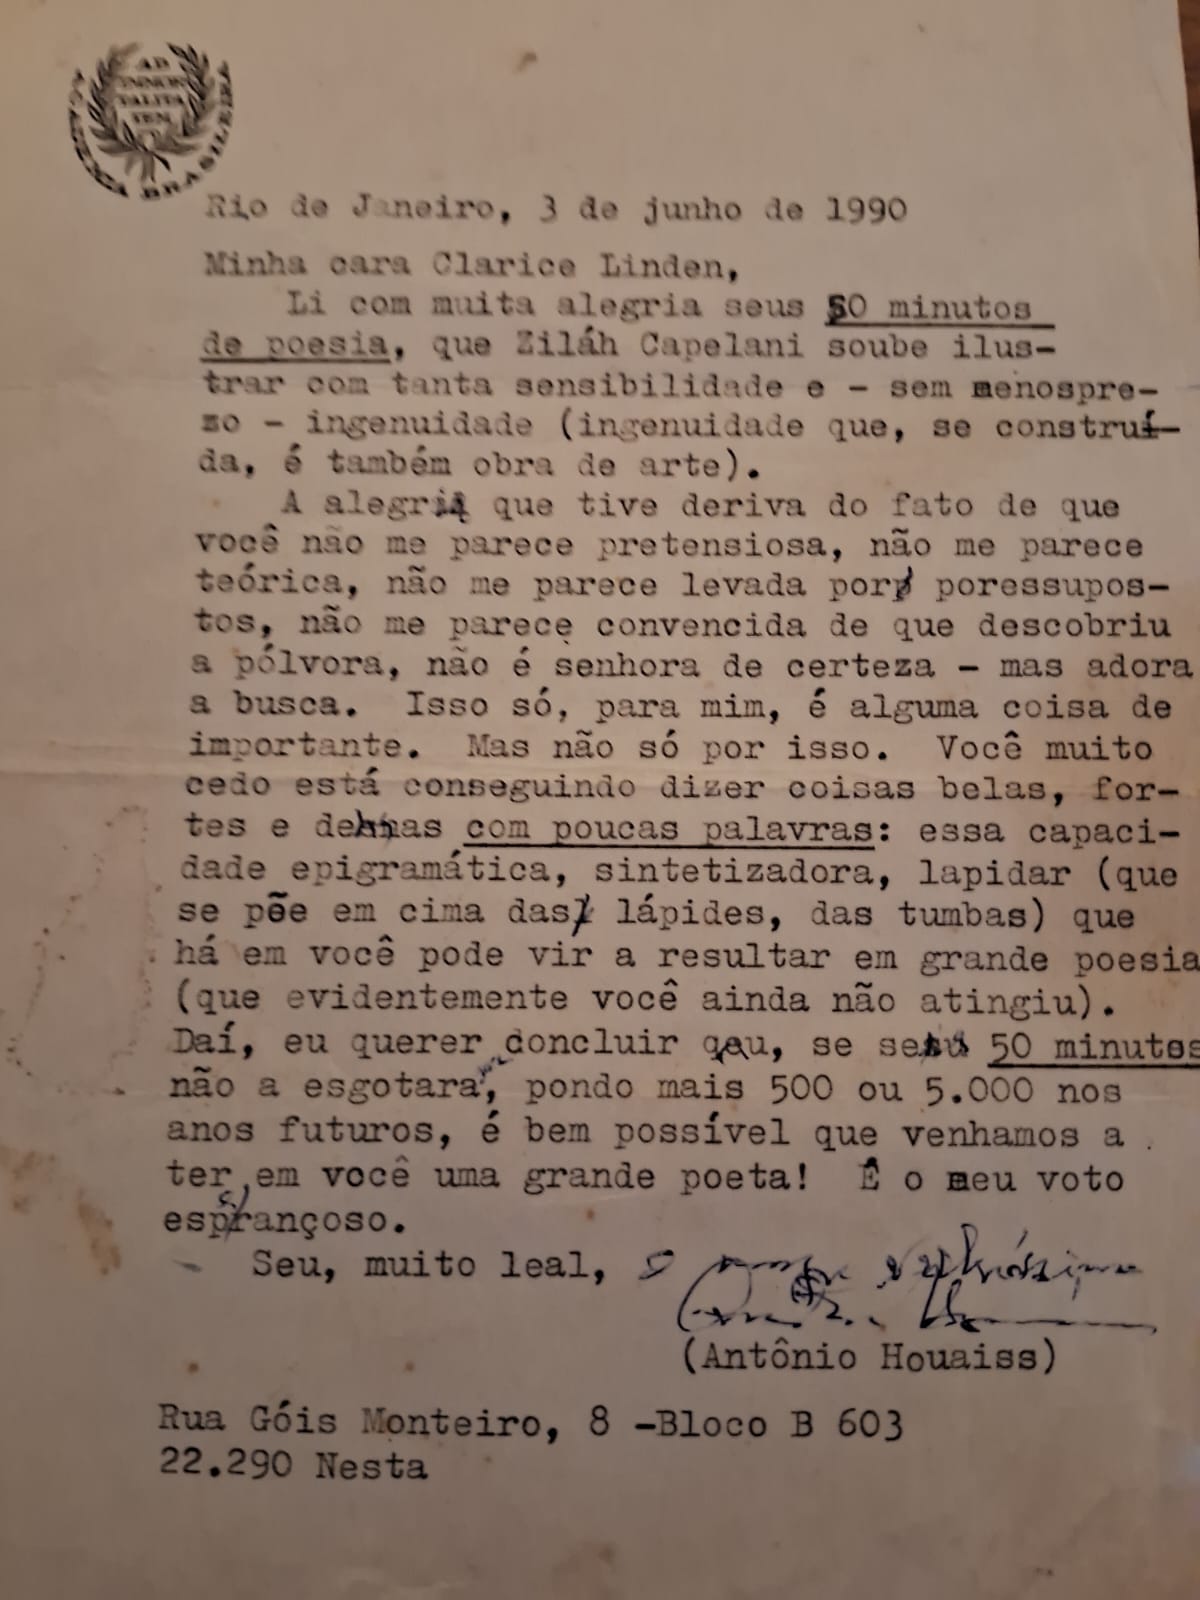 AD
IMMOR
TALITA
TEM
ACADEMIA BRASILEIRA
Rio de Janeiro, 3 de junho de 1990
Minha cara Clarice Linden,
Li com muita alegria seus 50 minutos
de poesia, que Ziláh Capelani soube ilus-
trar com tanta sensibilidade e - sem menospre-
zo - ingenuidade (ingenuidade que, se construí-
da, é também obra de arte).
A alegria que tive deriva do fato de que
você não me parece pretensiosa, não me parece
teórica, não me parece levada por poressupos-
tos, não me parece convencida de que descobriu
a pólvora, não é senhora de certeza - mas adora
a busca. Isso só, para mim, é alguma coisa de
importante. Mas não só por isso. Você muito
cedo está conseguindo dizer coisas belas, for-
tes e densas com poucas palavras: essa capaci-
dade epigramática, sintetizadora, lapidar (que
se põe em cima das lápides, das tumbas) que
há em você pode vir a resultar em grande poesia
(que evidentemente você ainda não atingiu).
Daí, eu querer concluir que, se seus 50 minutos
não a esgotaram, pondo mais 500 ou 5.000 nos
anos futuros, é bem possível que venhamos a
ter em você uma grande poeta! É o meu voto
esperançoso.
Seu, muito leal, o
(Antônio Houaiss)
Rua Góis Monteiro, 8 -Bloco B 603
22.290 Nesta